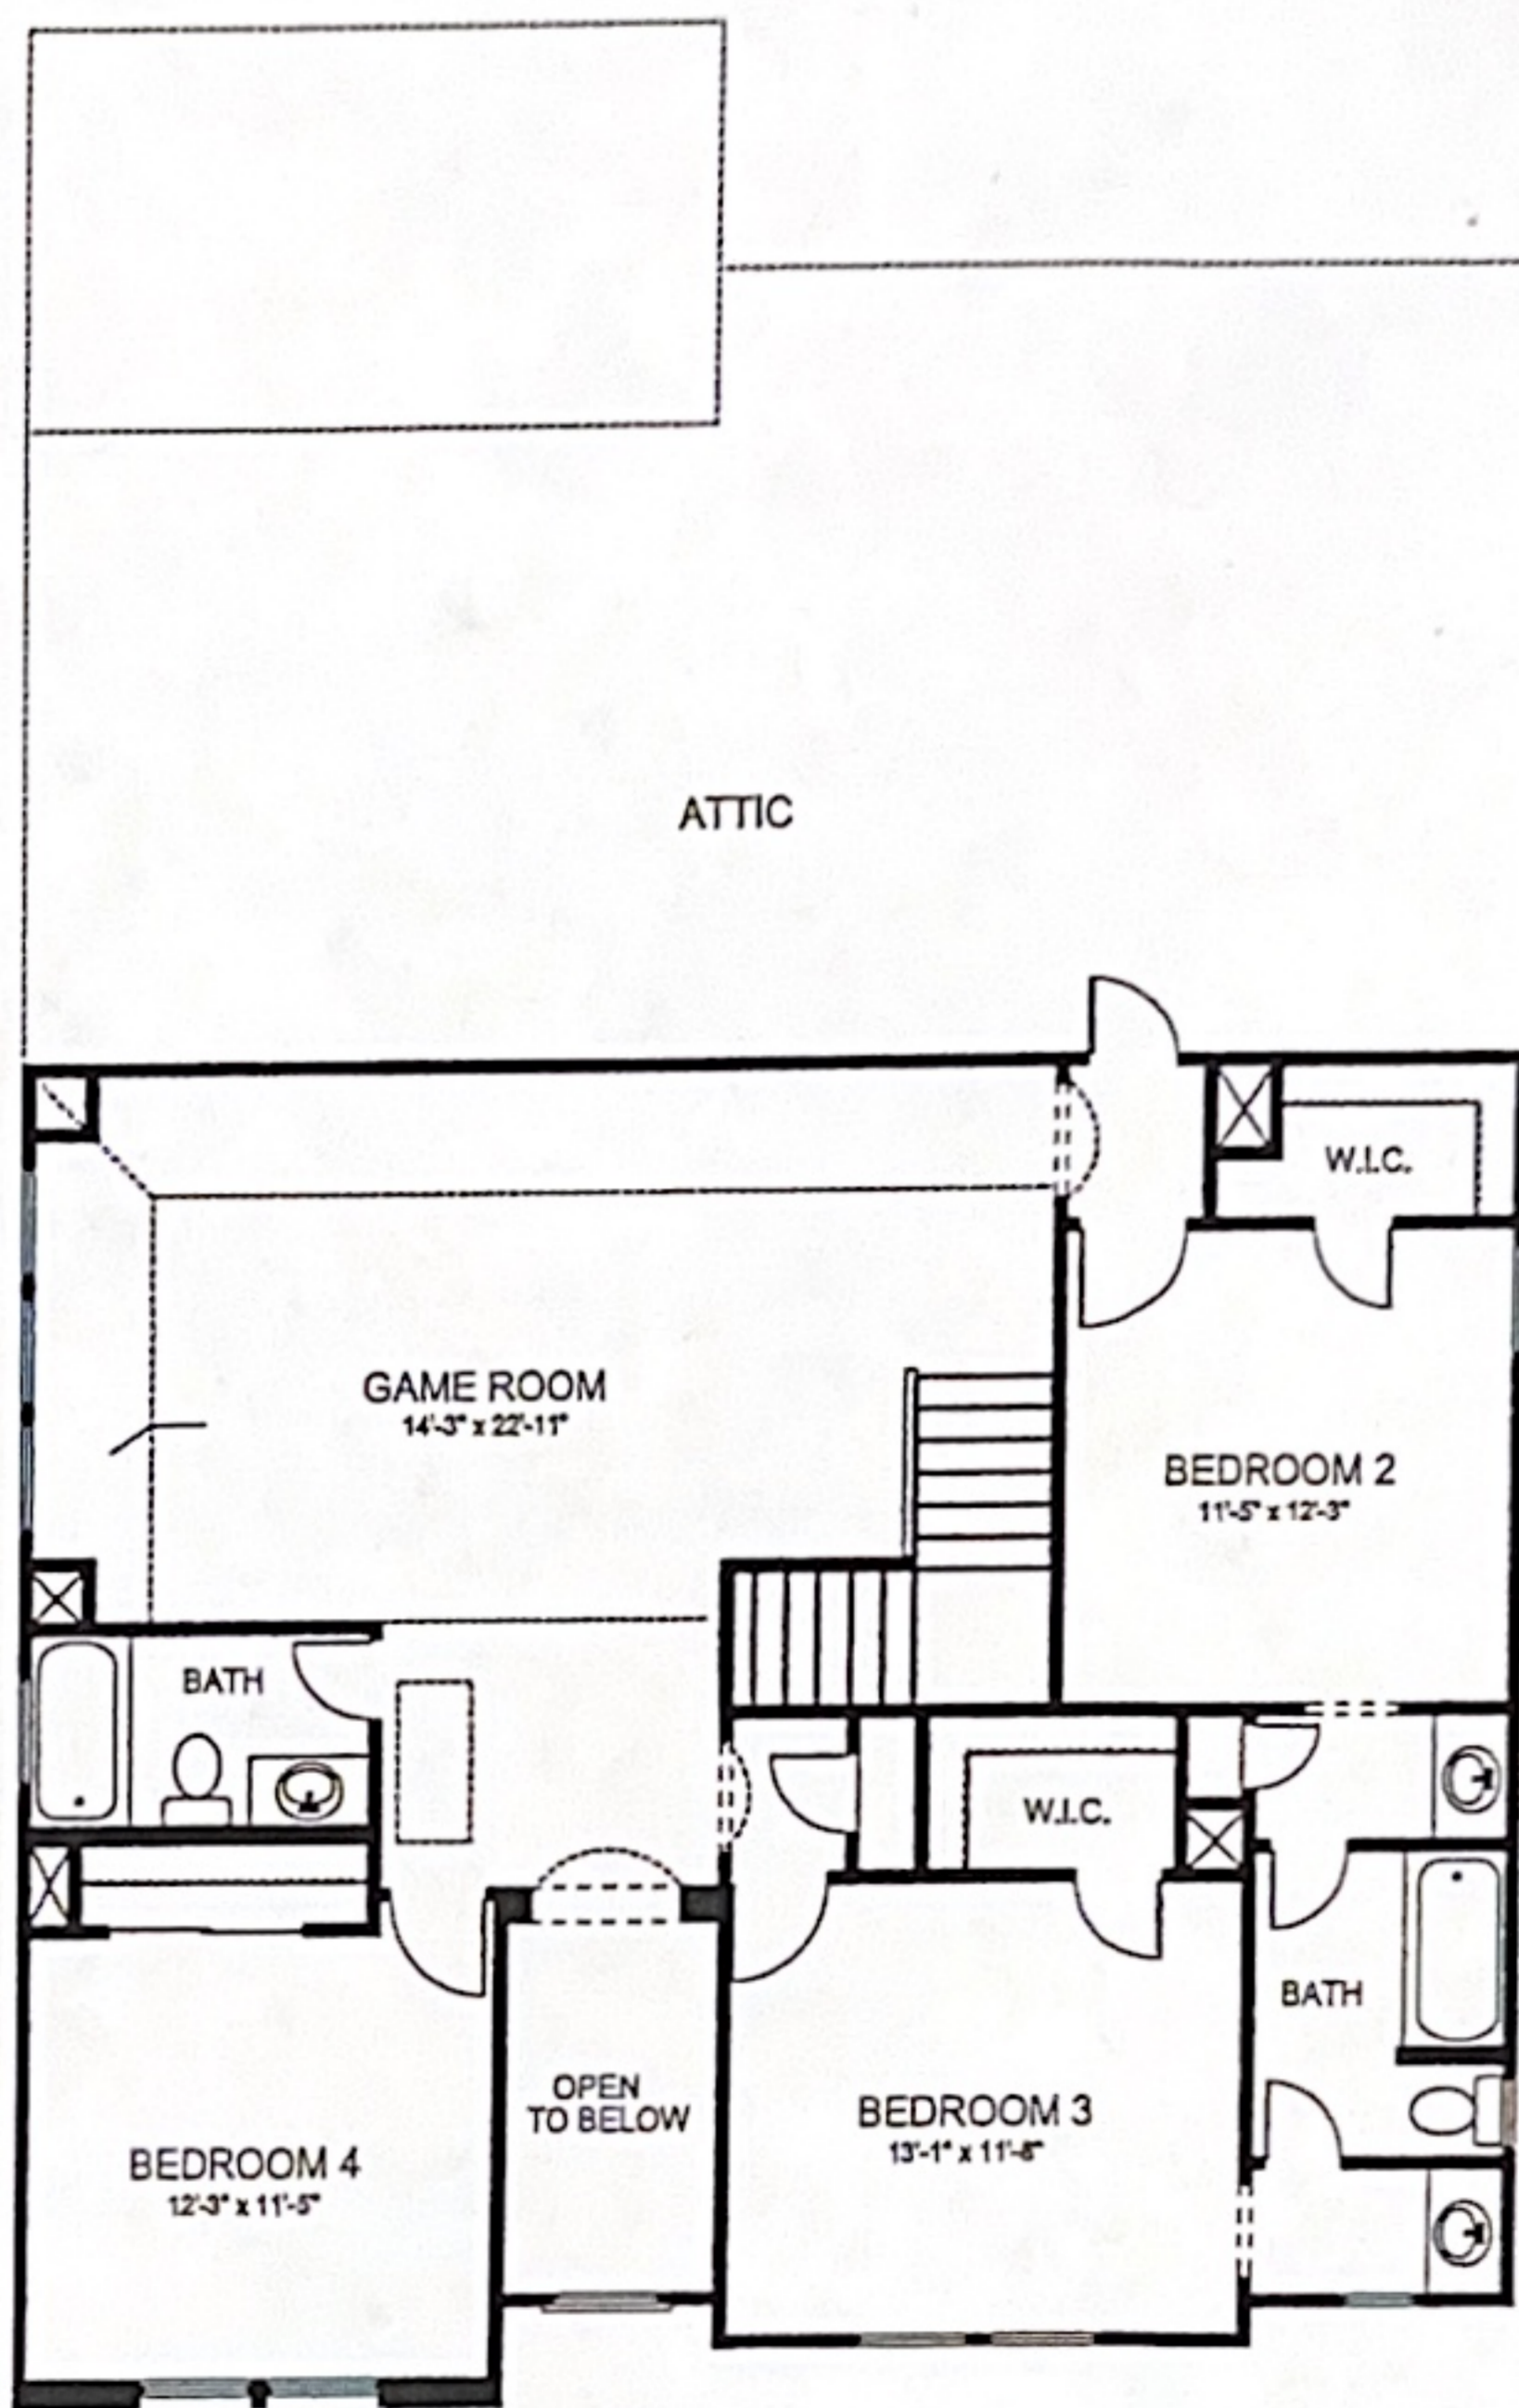 ATTIC
W.I.C.
GAME ROOM
14'-3" x 22'-11"
BEDROOM 2
11'-5" x 12'-3"
BATH
W.I.C.
BATH
OPEN
TO BELOW
BEDROOM 3
13'-1" x 11'-8"
BEDROOM 4
12'-3" x 11'-5"